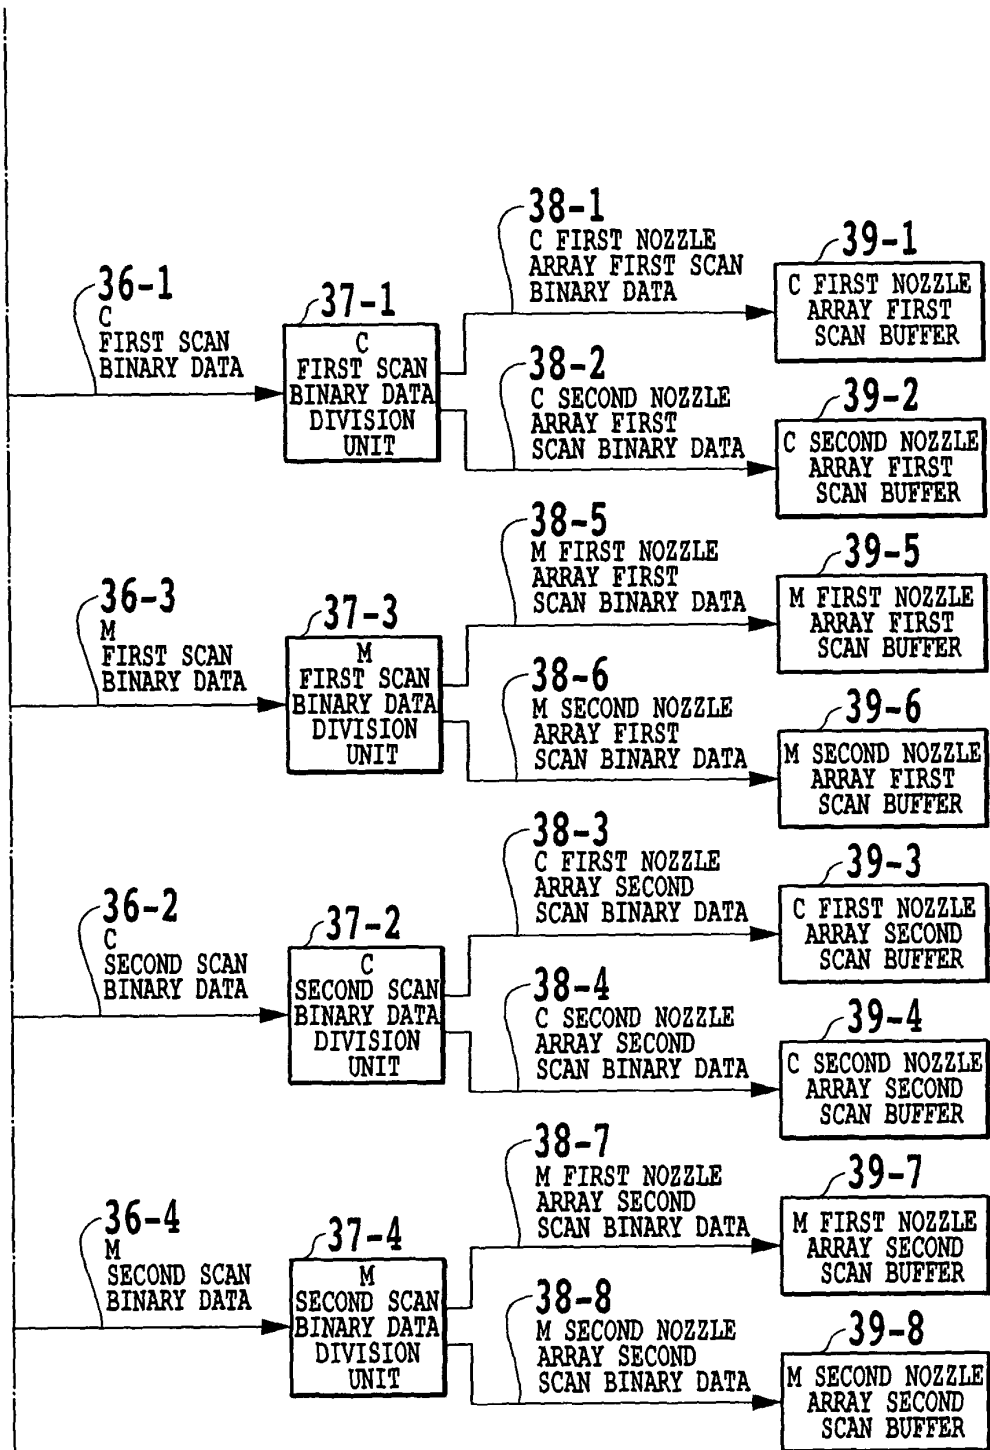 36-1
C
FIRST SCAN
BINARY DATA
37-1
C
FIRST SCAN
BINARY DATA
DIVISION
UNIT
38-1
C FIRST NOZZLE
ARRAY FIRST SCAN
BINARY DATA
39-1
C FIRST NOZZLE
ARRAY FIRST
SCAN BUFFER
38-2
C SECOND NOZZLE
ARRAY FIRST
SCAN BINARY DATA
39-2
C SECOND NOZZLE
ARRAY FIRST
SCAN BUFFER
36-3
M
FIRST SCAN
BINARY DATA
37-3
M
FIRST SCAN
BINARY DATA
DIVISION
UNIT
38-5
M FIRST NOZZLE
ARRAY FIRST
SCAN BINARY DATA
39-5
M FIRST NOZZLE
ARRAY FIRST
SCAN BUFFER
38-6
M SECOND NOZZLE
ARRAY FIRST
SCAN BINARY DATA
39-6
M SECOND NOZZLE
ARRAY FIRST
SCAN BUFFER
36-2
C
SECOND SCAN
BINARY DATA
37-2
C
SECOND SCAN
BINARY DATA
DIVISION
UNIT
38-3
C FIRST NOZZLE
ARRAY SECOND
SCAN BINARY DATA
39-3
C FIRST NOZZLE
ARRAY SECOND
SCAN BUFFER
38-4
C SECOND NOZZLE
ARRAY SECOND
SCAN BINARY DATA
39-4
C SECOND NOZZLE
ARRAY SECOND
SCAN BUFFER
36-4
M
SECOND SCAN
BINARY DATA
37-4
M
SECOND SCAN
BINARY DATA
DIVISION
UNIT
38-7
M FIRST NOZZLE
ARRAY SECOND
SCAN BINARY DATA
39-7
M FIRST NOZZLE
ARRAY SECOND
SCAN BUFFER
38-8
M SECOND NOZZLE
ARRAY SECOND
SCAN BINARY DATA
39-8
M SECOND NOZZLE
ARRAY SECOND
SCAN BUFFER